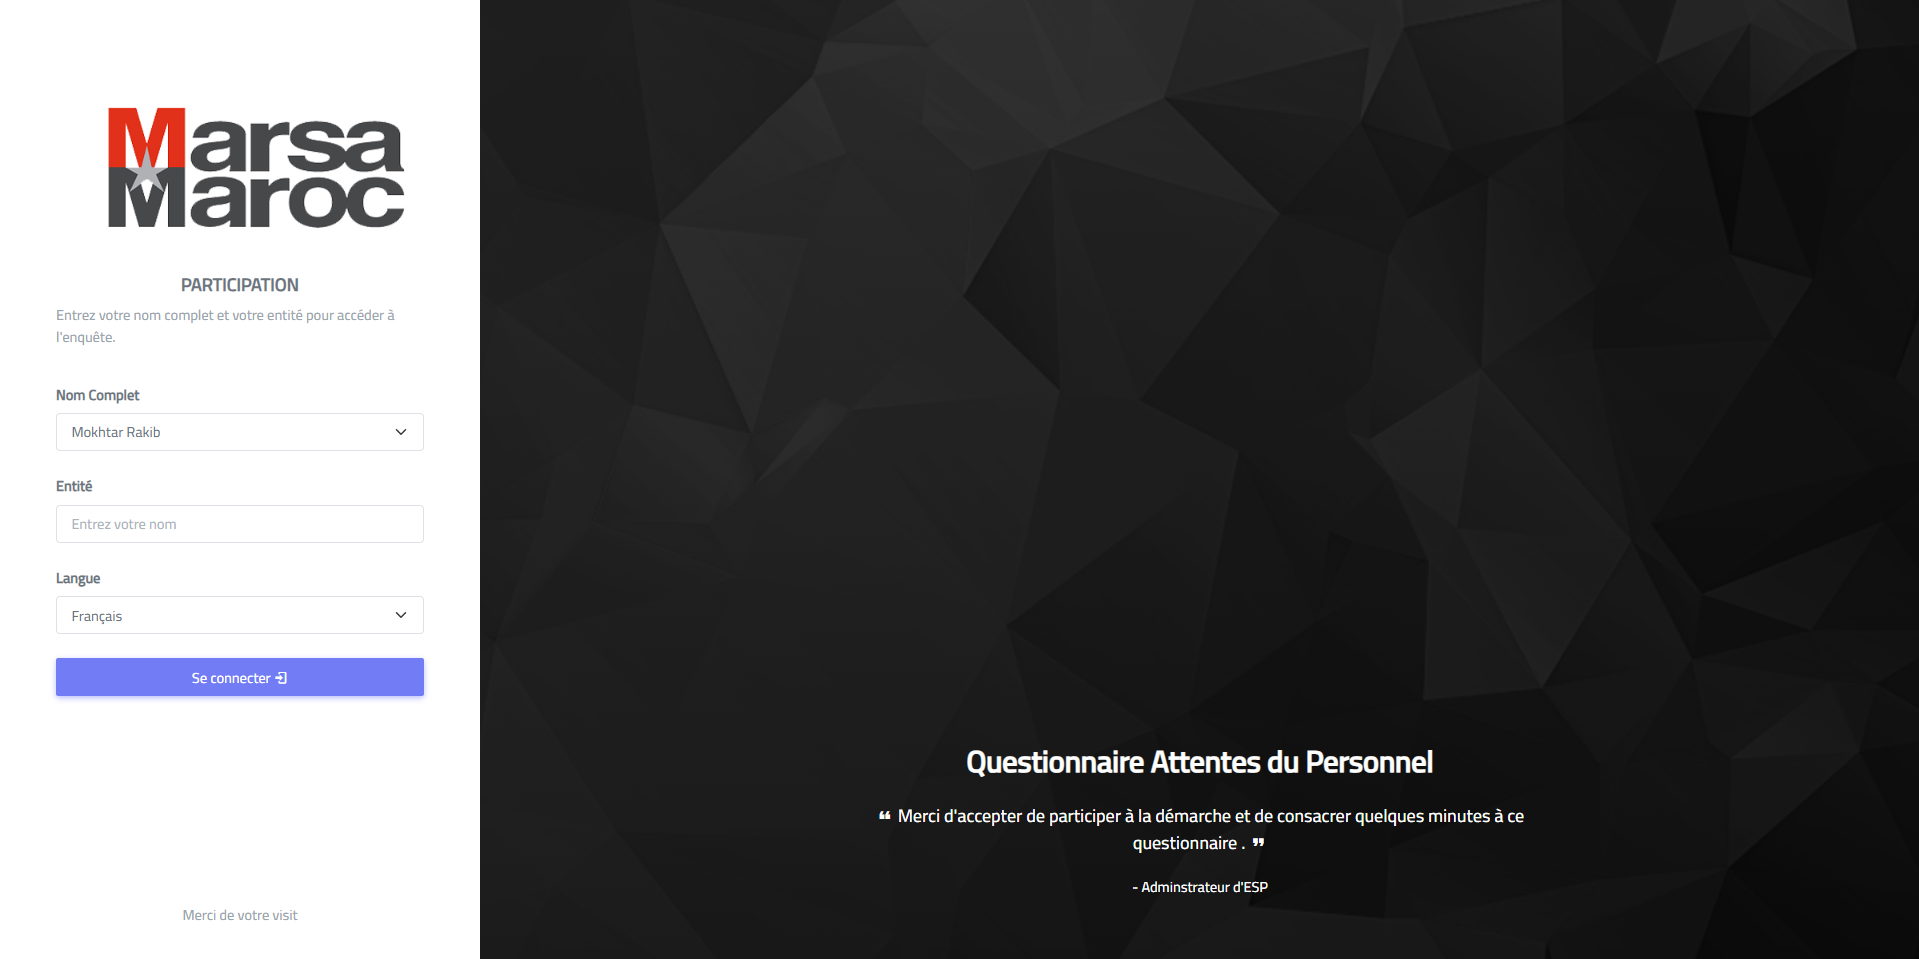 Marsa
Maroc
PARTICIPATION
Entrez votre nom complet et votre entité pour accéder à
l'enquête.
Nom Complet
Mokhtar Rakib
Entité
Entrez votre nom
Langue
Français
Se connecter
Merci de votre visit
Questionnaire Attentes du Personnel
❝ Merci d'accepter de participer à la démarche et de consacrer quelques minutes à ce
questionnaire . ❞
- Adminstrateur d'ESP